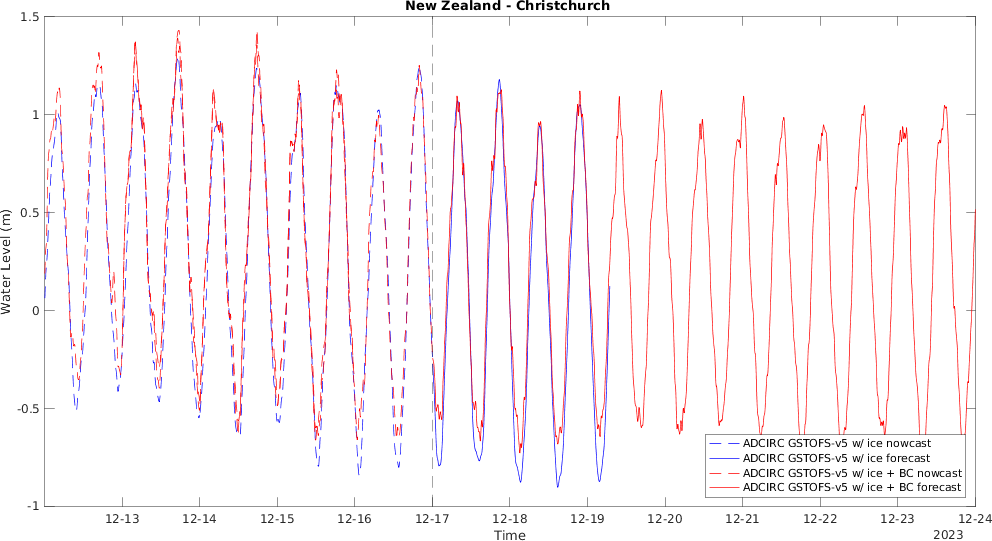 New Zealand - Christchurch
Water Level (m)
1.5
1
0.5
0
-0.5
-1
12-13 12-14 12-15 12-16 12-17 12-18 12-19 12-20 12-21 12-22 12-23 12-24
Time
2023
ADCIRC GSTOFS-v5 w/ ice nowcast
ADCIRC GSTOFS-v5 w/ ice forecast
ADCIRC GSTOFS-v5 w/ ice + BC nowcast
ADCIRC GSTOFS-v5 w/ ice + BC forecast